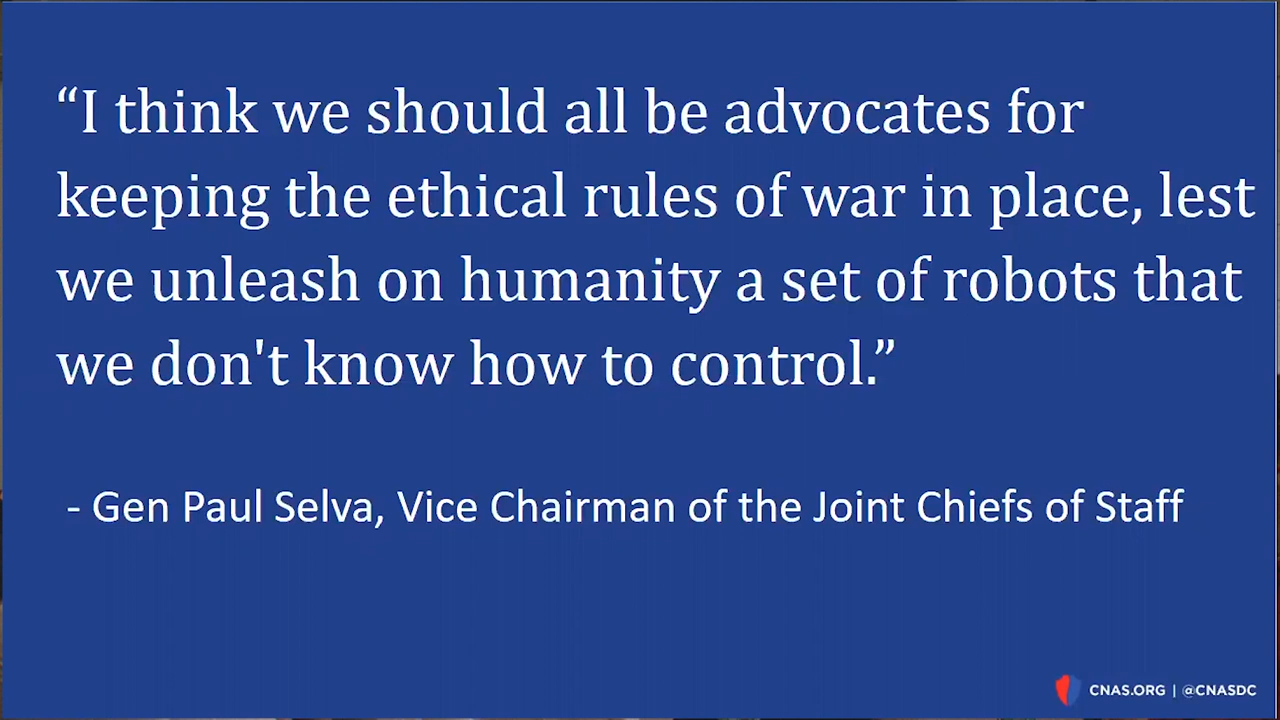 “I think we should all be advocates for
keeping the ethical rules of war in place, lest
we unleash on humanity a set of robots that
we don't know how to control.”
- Gen Paul Selva, Vice Chairman of the Joint Chiefs of Staff
CNAS.ORG | @CNASDC